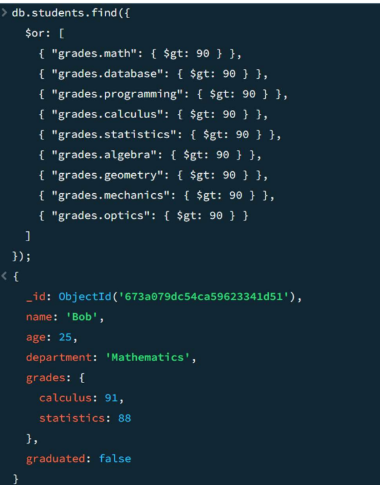 > db.students.find({
$or: [
{ "grades.math": { $gt: 90 } },
{ "grades.database": { $gt: 90 } },
{ "grades.programming": { $gt: 90 } },
{ "grades.calculus": { $gt: 90 } },
{ "grades.statistics": { $gt: 90 } },
{ "grades.algebra": { $gt: 90 } },
{ "grades.geometry": { $gt: 90 } },
{ "grades.mechanics": { $gt: 90 } },
{ "grades.optics": { $gt: 90 } }
]
});
< {
_id: ObjectId('673a079dc54ca59623341d51'),
name: 'Bob',
age: 25,
department: 'Mathematics',
grades: {
calculus: 91,
statistics: 88
},
graduated: false
}